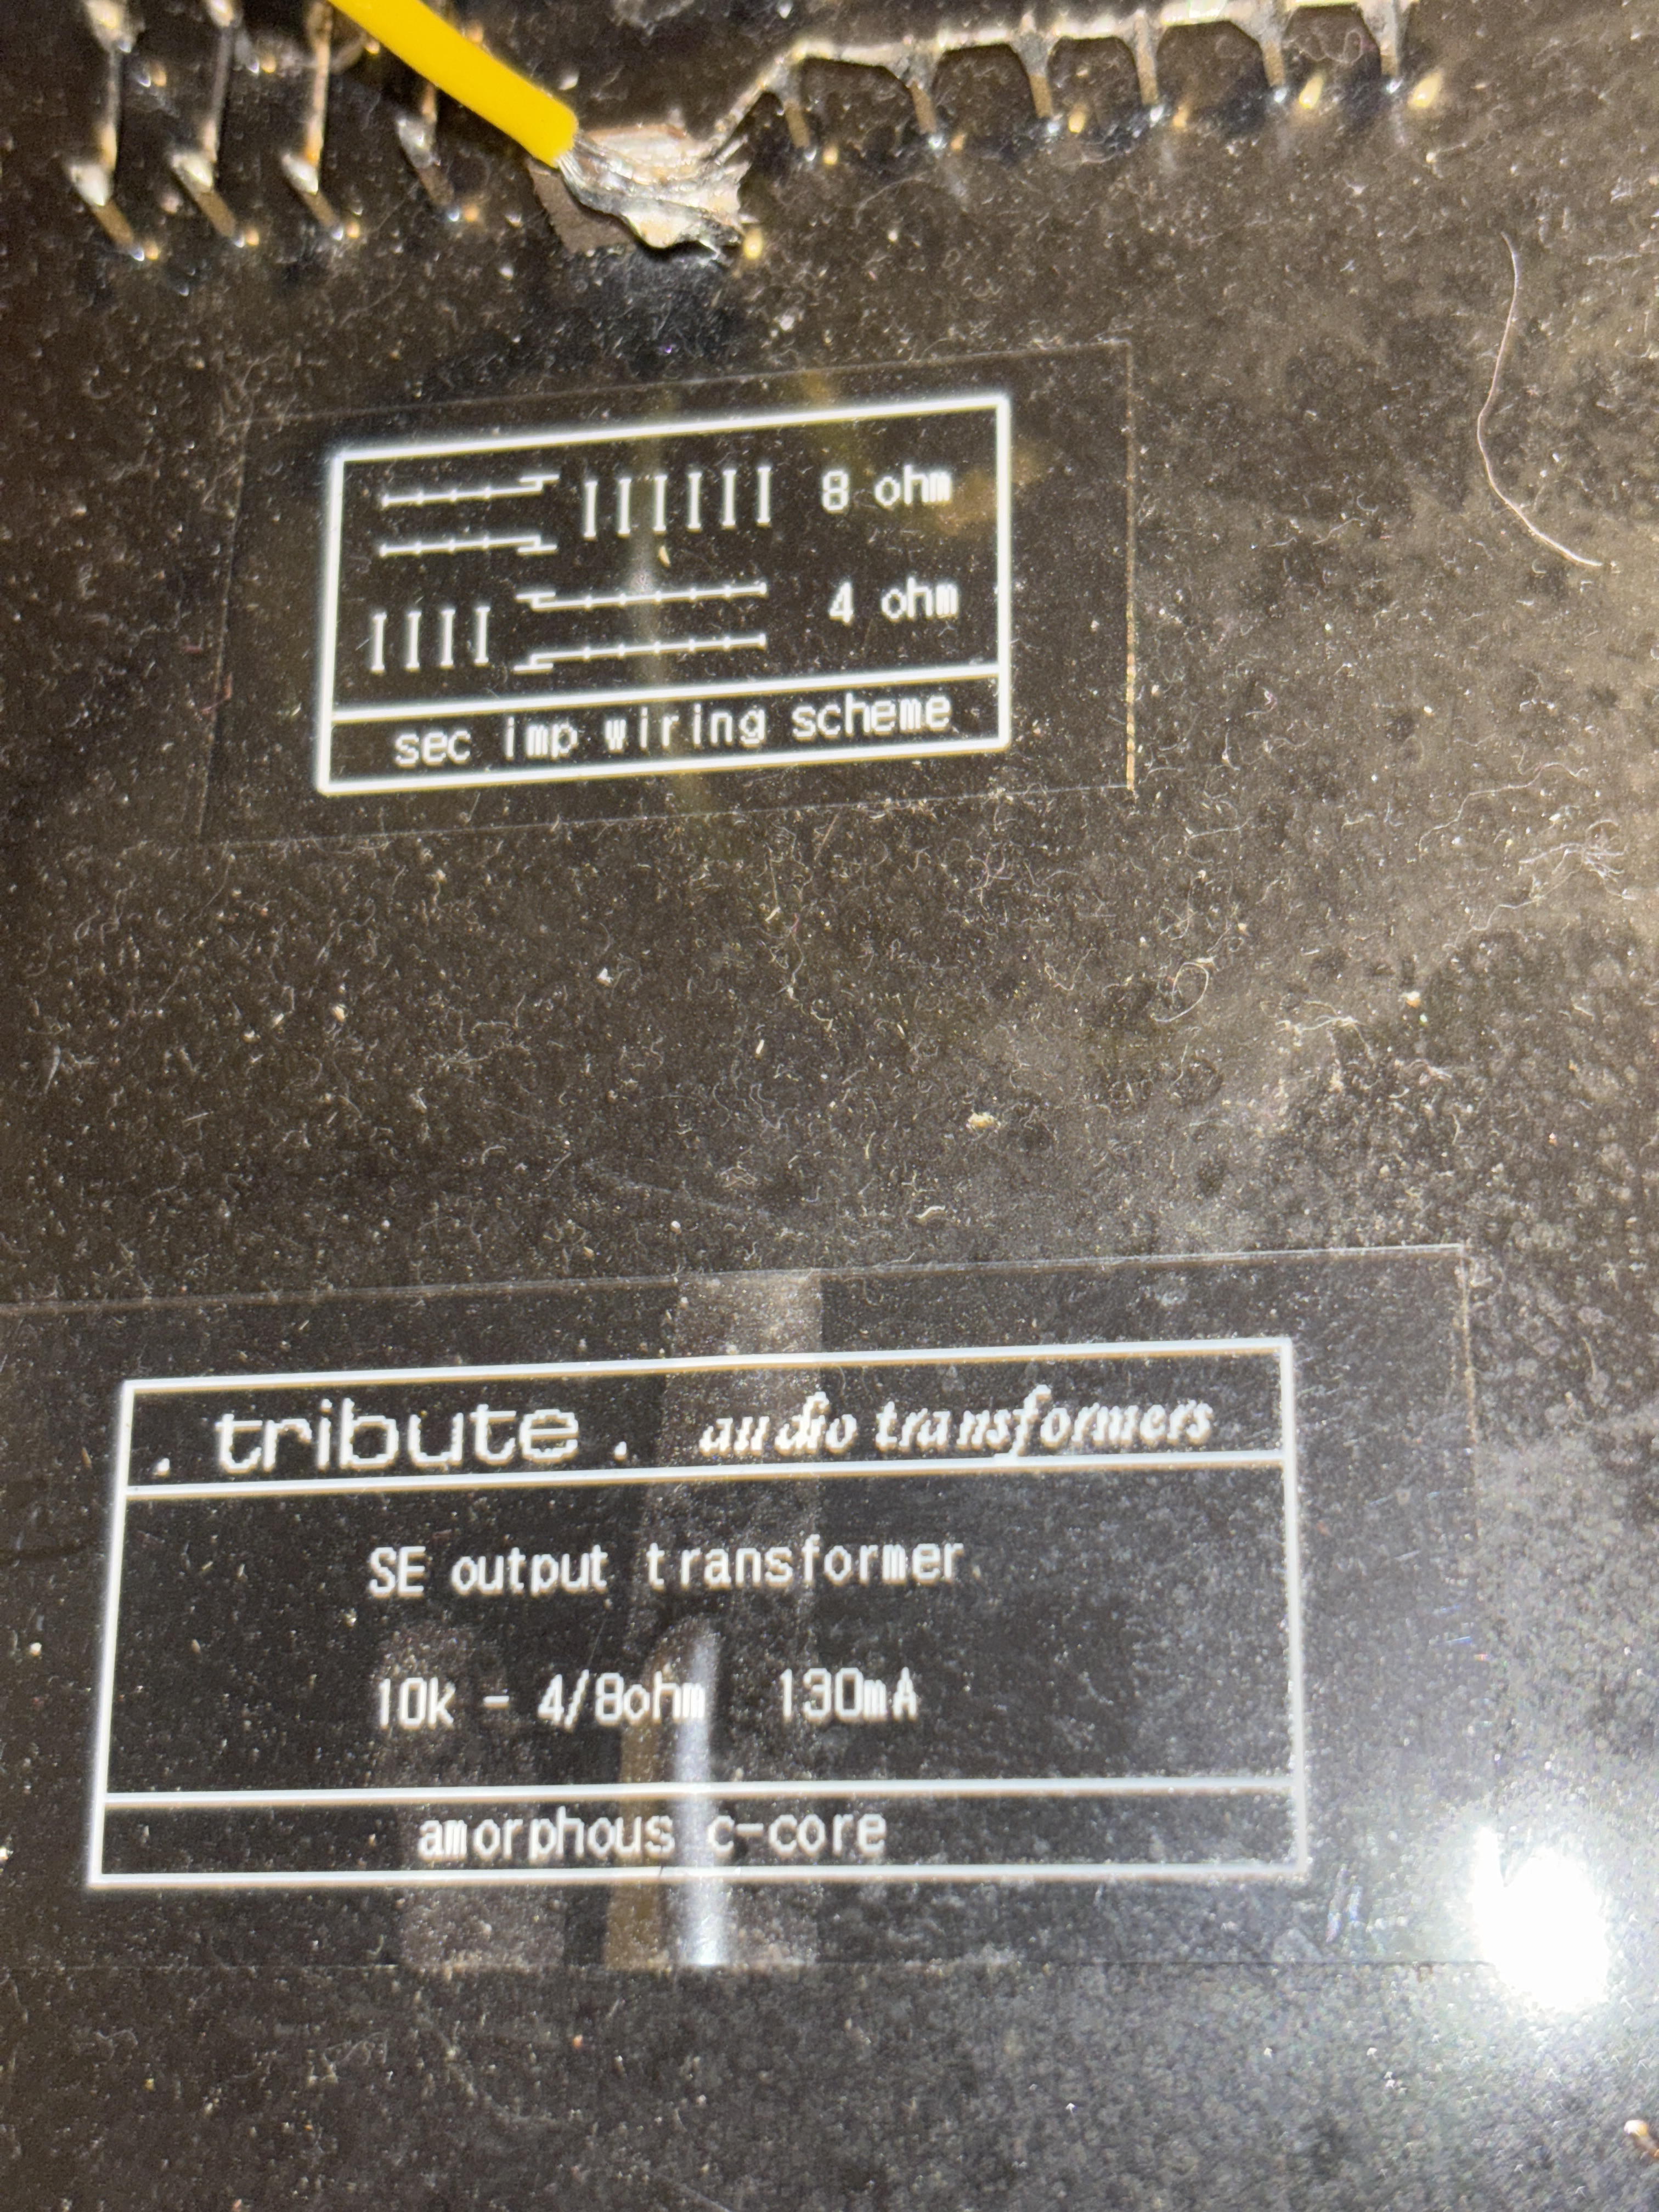 8 ohm
4 ohm
sec imp wiring scheme
. tribute . audio transformers
SE output transformer
10k - 4/8ohm 130mA
amorphous c-core